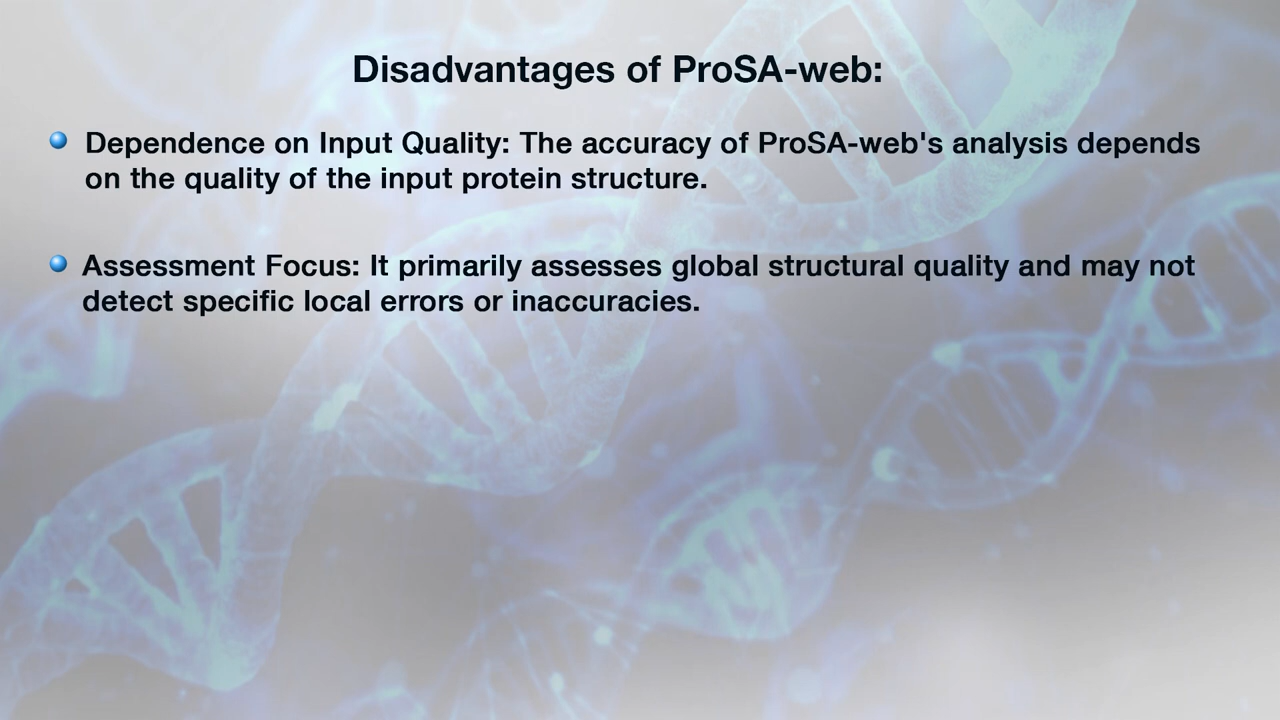 Disadvantages of ProSA-web:
Dependence on Input Quality: The accuracy of ProSA-web's analysis depends
on the quality of the input protein structure.
Assessment Focus: It primarily assesses global structural quality and may not
detect specific local errors or inaccuracies.